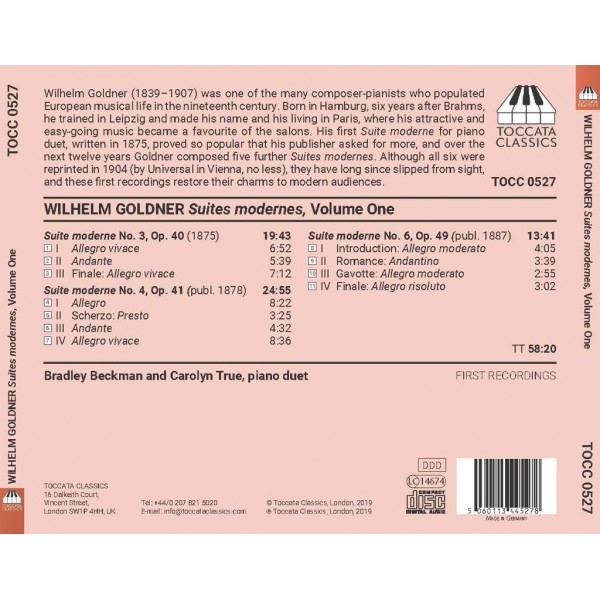 TOCC 0527
WILHELM GOLDNER Suites modernes, Volume One
TOCCATA
CLASSICS
Wilhelm Goldner (1839–1907) was one of the many composer-pianists who populated
European musical life in the nineteenth century. Born in Hamburg, six years after Brahms,
he trained in Leipzig and made his name and his living in Paris, where his attractive and
easy-going music became a favourite of the salons. His first Suite moderne for piano
duet, written in 1875, proved so popular that his publisher asked for more, and over the
next twelve years Goldner composed five further Suites modernes. Although all six were
reprinted in 1904 (by Universal in Vienna, no less), they have long since slipped from sight,
and these first recordings restore their charms to modern audiences.
TOCCATA
CLASSICS
TOCC 0527
WILHELM GOLDNER Suites modernes, Volume One
Suite moderne No. 3, Op. 40 (1875) 19:43
1 I Allegro vivace 6:52
2 II Andante 5:39
3 III Finale: Allegro vivace 7:12
Suite moderne No. 4, Op. 41 (publ. 1878) 24:55
4 I Allegro 8:22
5 II Scherzo: Presto 3:25
6 III Andante 4:32
7 IV Allegro vivace 8:36
Suite moderne No. 6, Op. 49 (publ. 1887) 13:41
8 I Introduction: Allegro moderato 4:05
9 II Romance: Andantino 3:39
10 III Gavotte: Allegro moderato 2:55
11 IV Finale: Allegro risoluto 3:02
TT 58:20
Bradley Beckman and Carolyn True, piano duet
FIRST RECORDINGS
TOCCATA CLASSICS
16 Dalkeith Court,
Vincent Street,
London SW1P 4HH, UK
Tel: +44/0 207 821 5020
E-mail: info@toccataclassics.com
© Toccata Classics, London, 2019
℗ Toccata Classics, London, 2019
DDD
LC 14674
COMPACT
disc
DIGITAL AUDIO
5 060113 445278
MADE IN GERMANY
TOCCATA
CLASSICS
WILHELM GOLDNER Suites modernes, Volume One
TOCC 0527